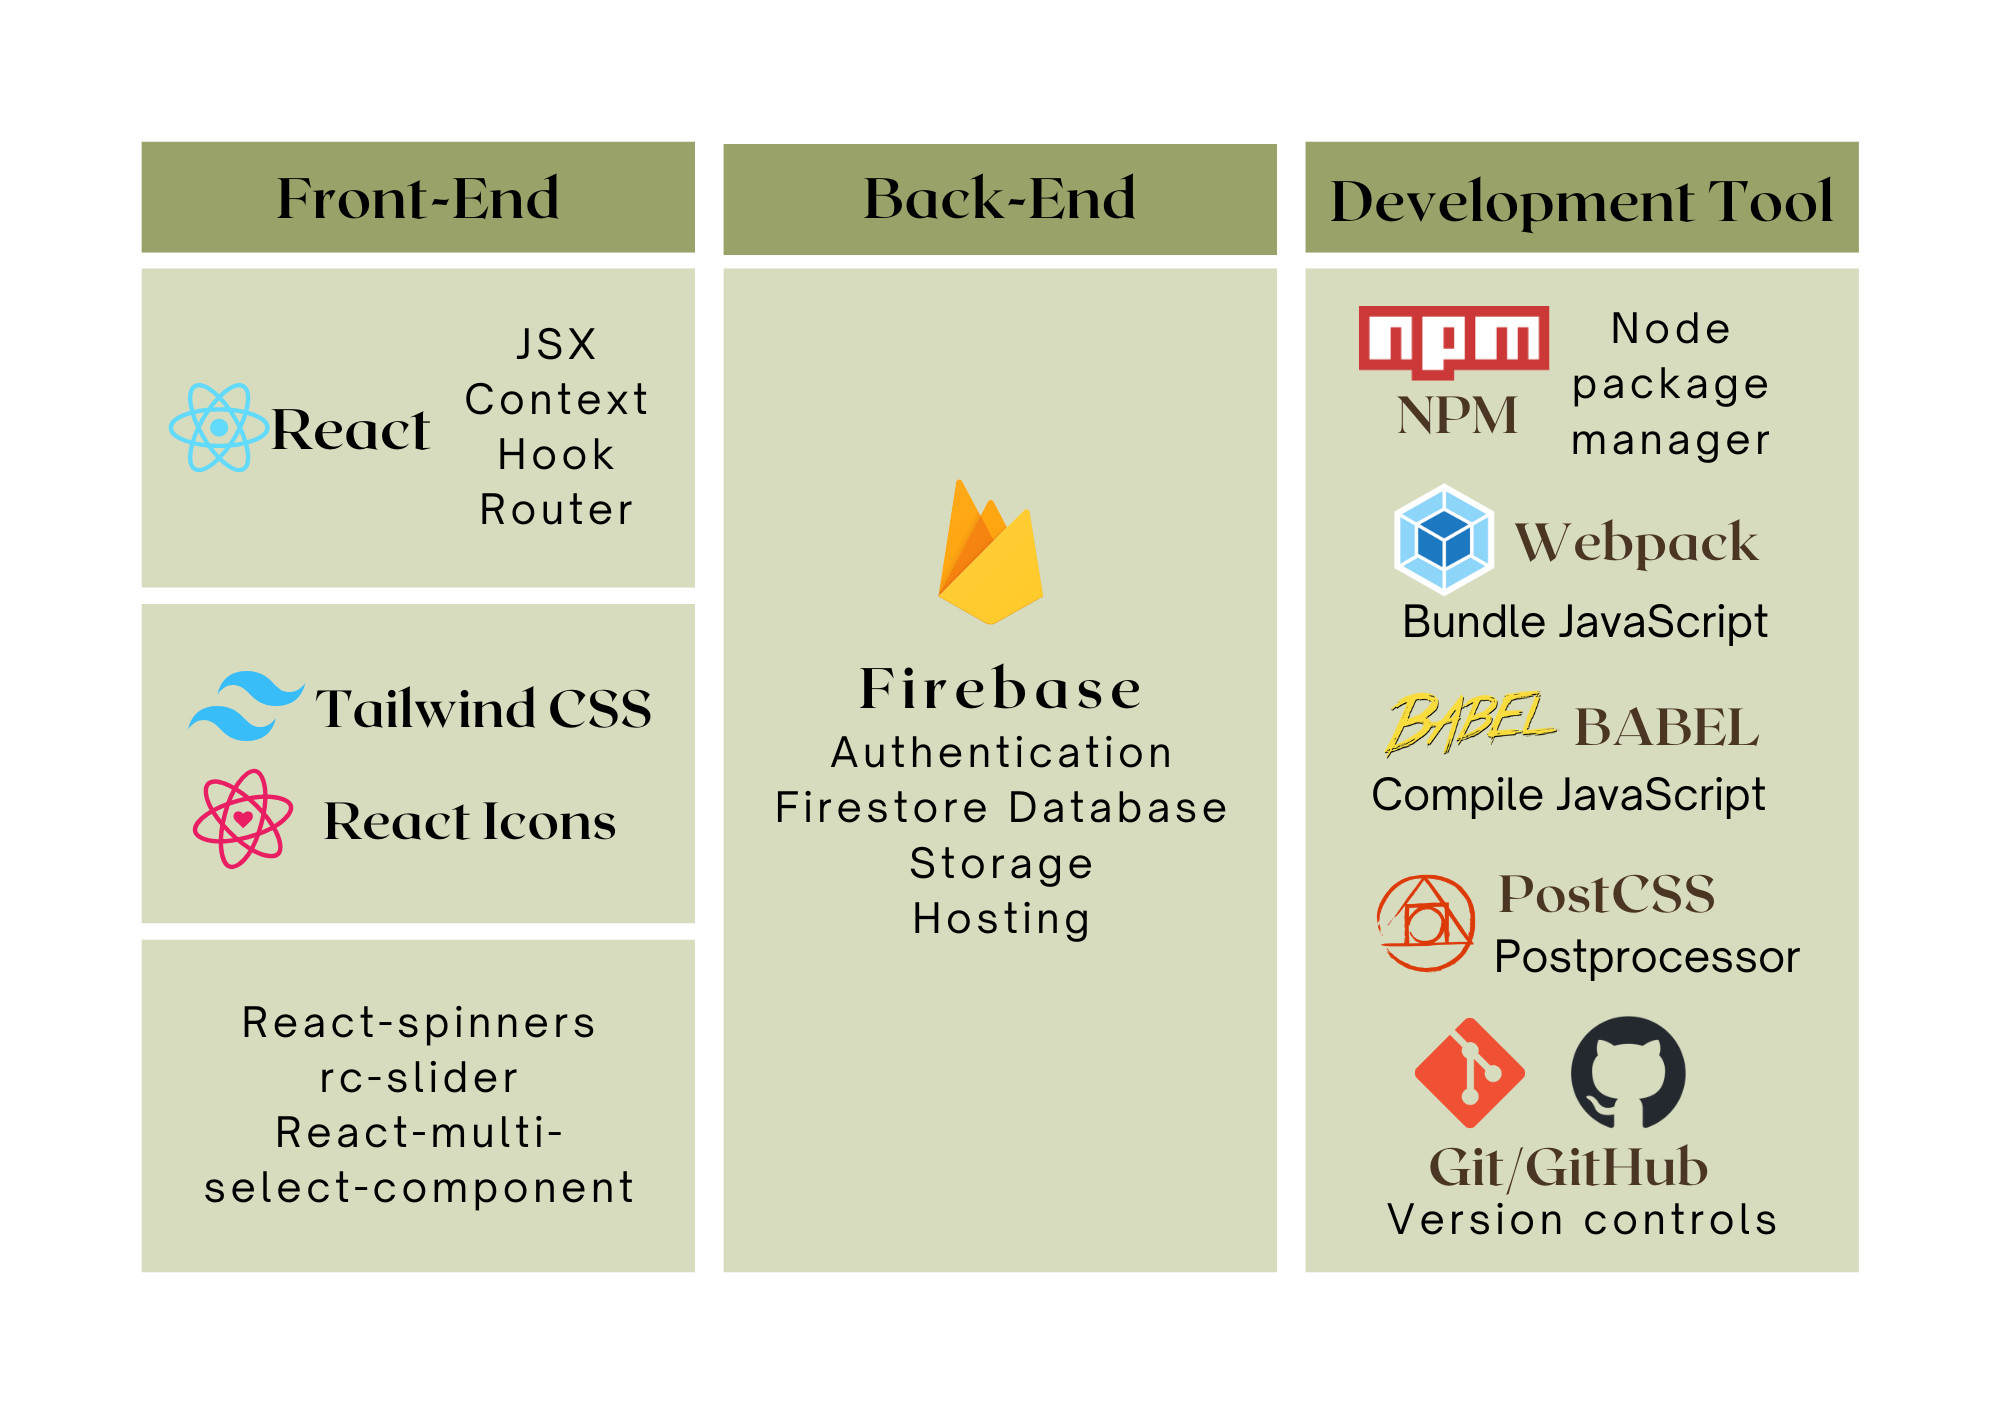 Front-End
React
JSX
Context
Hook
Router
Tailwind CSS
React Icons
React-spinners
rc-slider
React-multi-
select-component
Back-End
Firebase
Authentication
Firestore Database
Storage
Hosting
Development Tool
npm
NPM
Node
package
manager
Webpack
Bundle JavaScript
BABEL
BABEL
Compile JavaScript
PostCSS
Postprocessor
Git/GitHub
Version controls